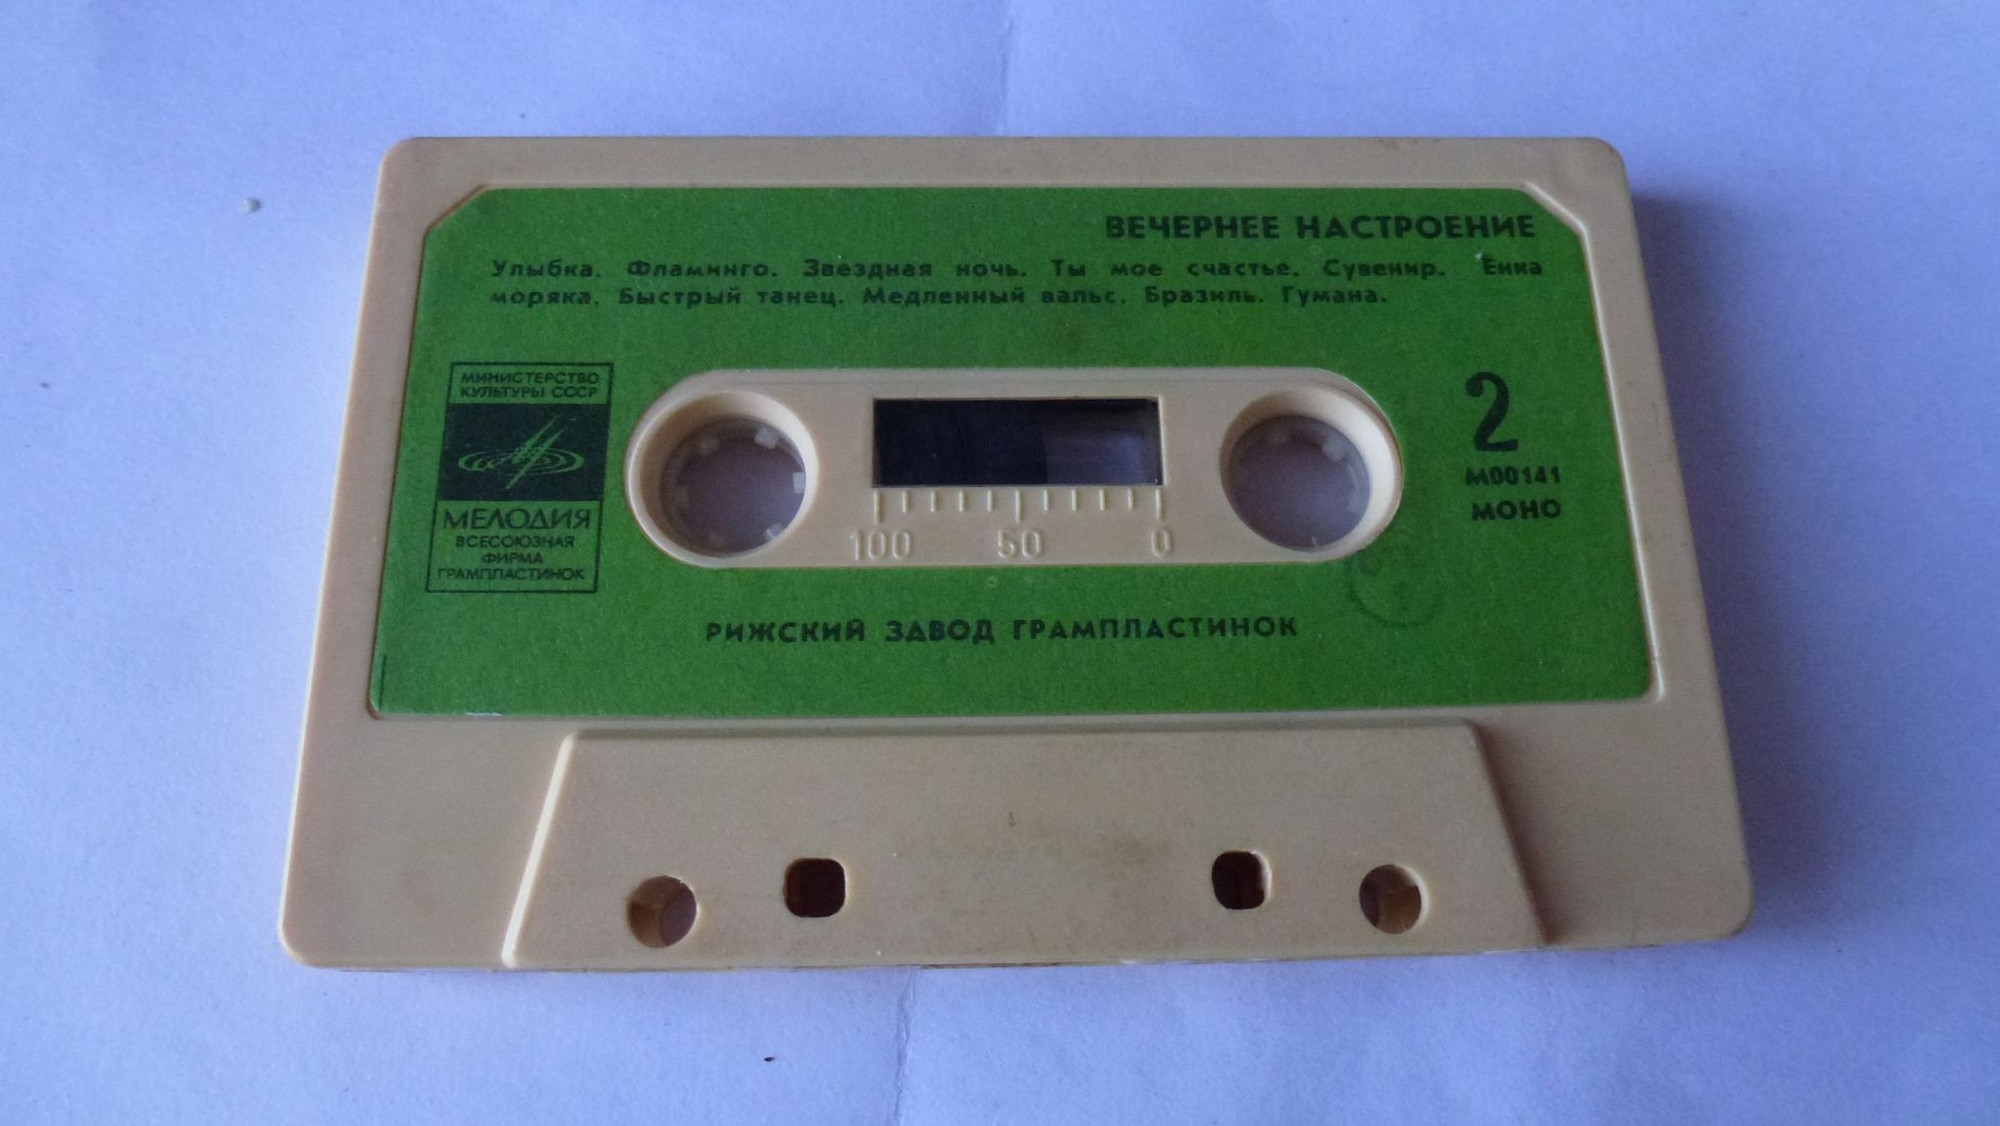 ВЕЧЕРНЕЕ НАСТРОЕНИЕ
Улыбка. Фламинго. Звездная ночь. Ты мое счастье. Сувенир. Енка
моряка. Быстрый танец. Медленный вальс. Бразиль. Гумана.
МИНИСТЕРСТВО
КУЛЬТУРЫ СССР
МЕЛОДИЯ
ВСЕСОЮЗНАЯ
ФИРМА
ГРАМПЛАСТИНОК
100 50 0
2
М00141
МОНО
РИЖСКИЙ ЗАВОД ГРАМПЛАСТИНОК